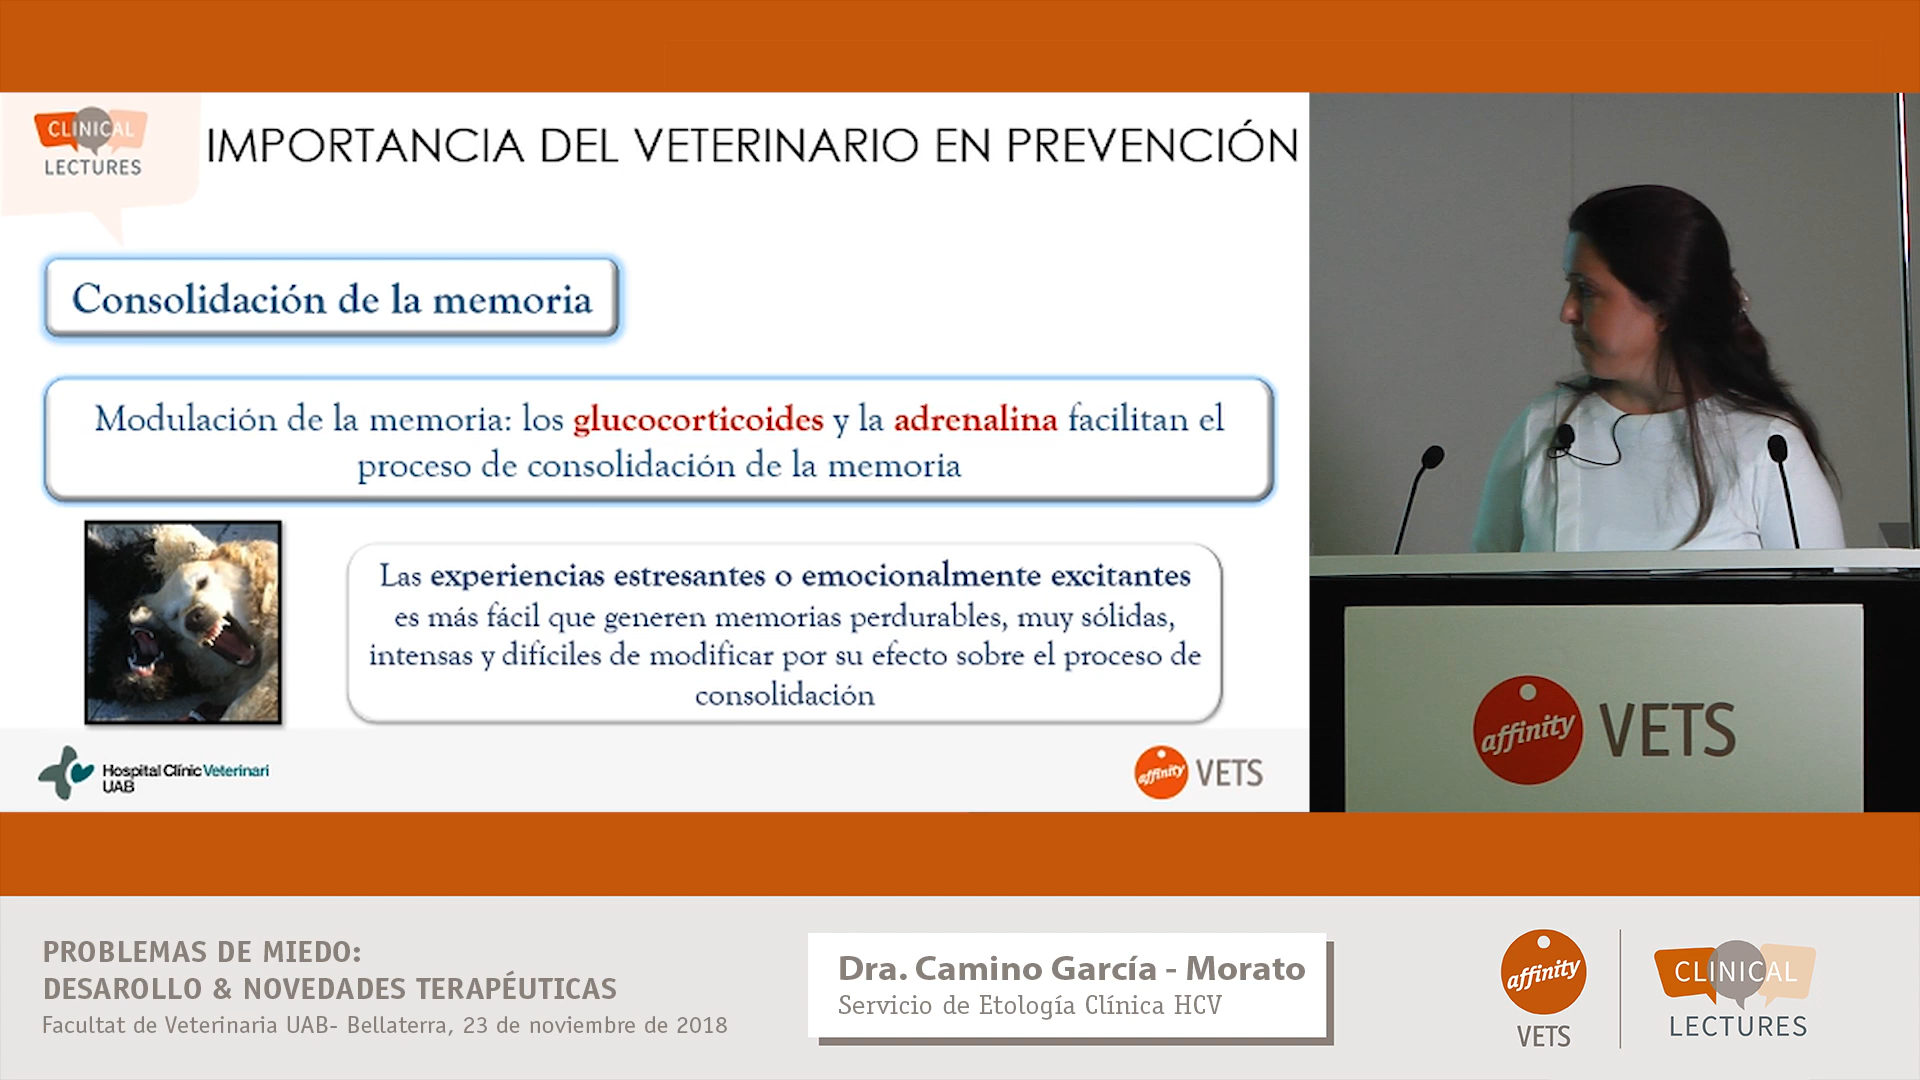 CLINICAL
LECTURES
IMPORTANCIA DEL VETERINARIO EN PREVENCIÓN
Consolidación de la memoria
Modulación de la memoria: los glucocorticoides y la adrenalina facilitan el
proceso de consolidación de la memoria
Las experiencias estresantes o emocionalmente excitantes
es más fácil que generen memorias perdurables, muy sólidas,
intensas y difíciles de modificar por su efecto sobre el proceso de
consolidación
Hospital Clínic Veterinari
UAB
affinity VETS
affinity VETS
PROBLEMAS DE MIEDO:
DESAROLLO & NOVEDADES TERAPÉUTICAS
Facultat de Veterinaria UAB- Bellaterra, 23 de noviembre de 2018
Dra. Camino García - Morato
Servicio de Etología Clínica HCV
affinity
VETS
CLINICAL
LECTURES